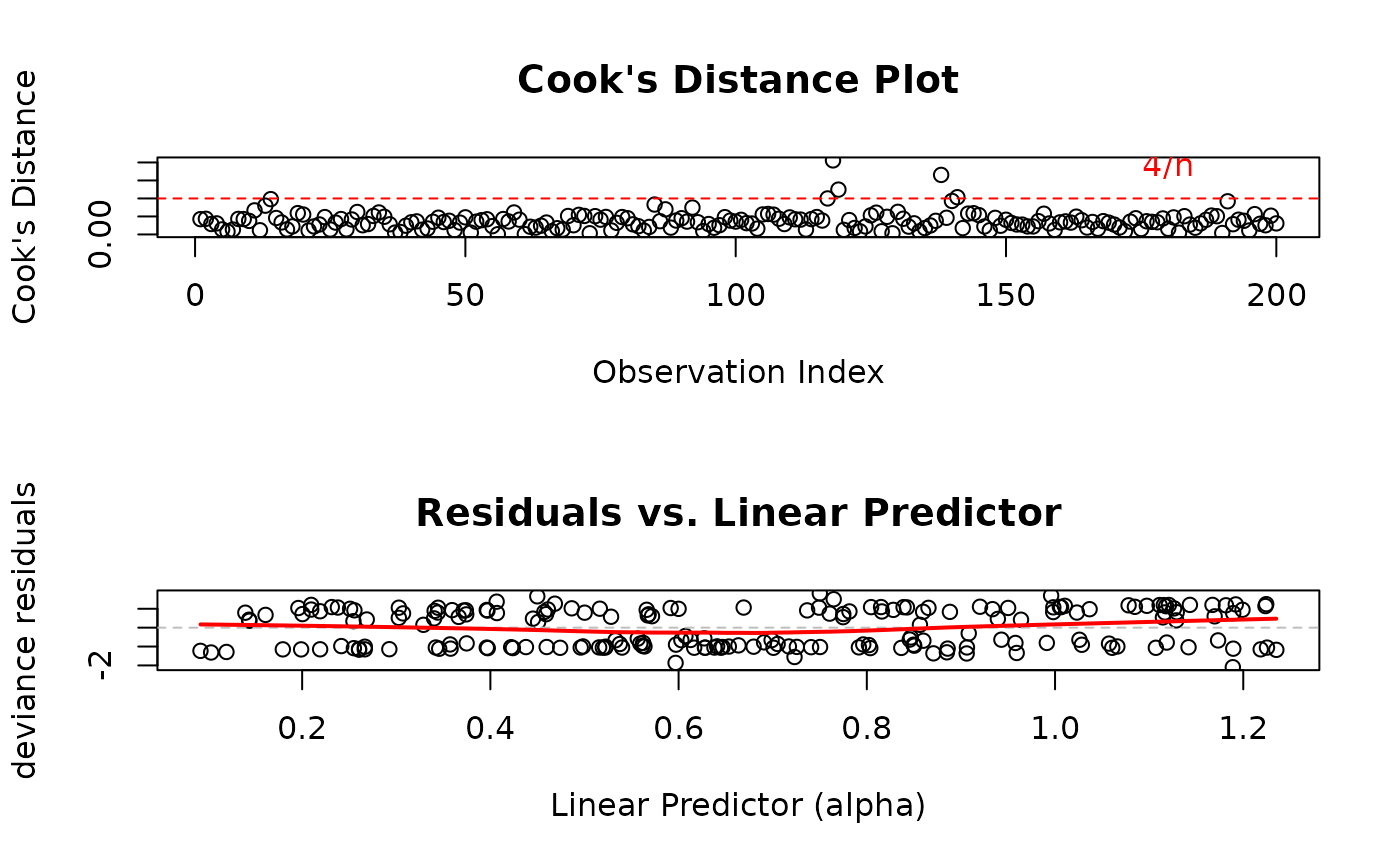 Cook's Distance Plot
Cook's Distance
0.00
4/n
0 50 100 150 200
Observation Index
Residuals vs. Linear Predictor
deviance residuals
-2
0.2 0.4 0.6 0.8 1.0 1.2
Linear Predictor (alpha)